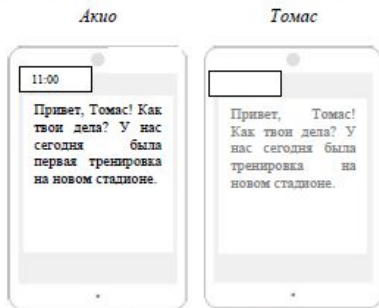 Акио
Томас
11:00
Привет, Томас! Как
твои дела? У нас
сегодня была
первая тренировка
на новом стадионе.
Привет, Томас!
Как твои дела? У
нас сегодня была
тренировка на
новом стадионе.